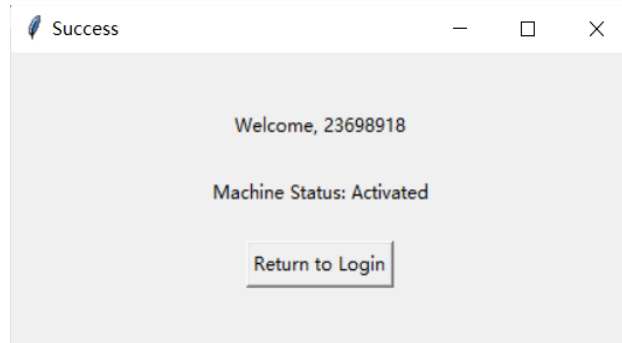 Success
Welcome, 23698918
Machine Status: Activated
Return to Login